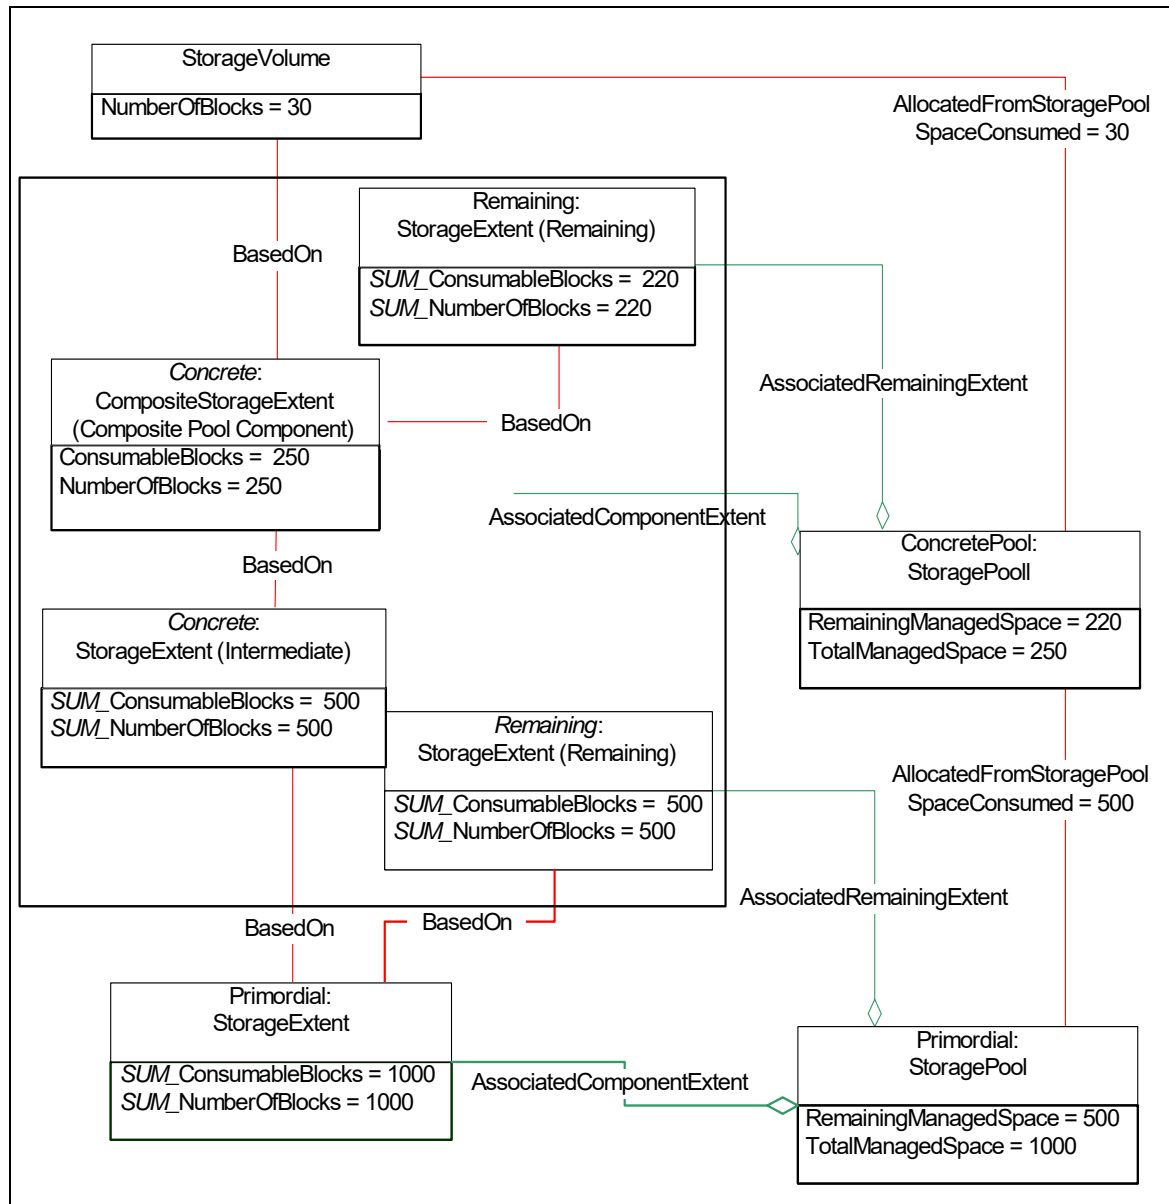 StorageVolume
NumberOfBlocks = 30
AllocatedFromStoragePool
SpaceConsumed = 30
Remaining:
StorageExtent (Remaining)
SUM_ConsumableBlocks =  220
SUM_NumberOfBlocks = 220
BasedOn
Concrete:
CompositeStorageExtent
(Composite Pool Component)
ConsumableBlocks =  250
NumberOfBlocks = 250
BasedOn
AssociatedRemainingExtent
AssociatedComponentExtent
ConcretePool:
StoragePooll
RemainingManagedSpace = 220
TotalManagedSpace = 250
BasedOn
Concrete:
StorageExtent (Intermediate)
SUM_ConsumableBlocks =  500
SUM_NumberOfBlocks = 500
Remaining:
StorageExtent (Remaining)
SUM_ConsumableBlocks =  500
SUM_NumberOfBlocks = 500
AllocatedFromStoragePool
SpaceConsumed = 500
AssociatedRemainingExtent
BasedOn
BasedOn
Primordial:
StorageExtent
SUM_ConsumableBlocks = 1000
SUM_NumberOfBlocks = 1000
AssociatedComponentExtent
Primordial:
StoragePool
RemainingManagedSpace = 500
TotalManagedSpace = 1000